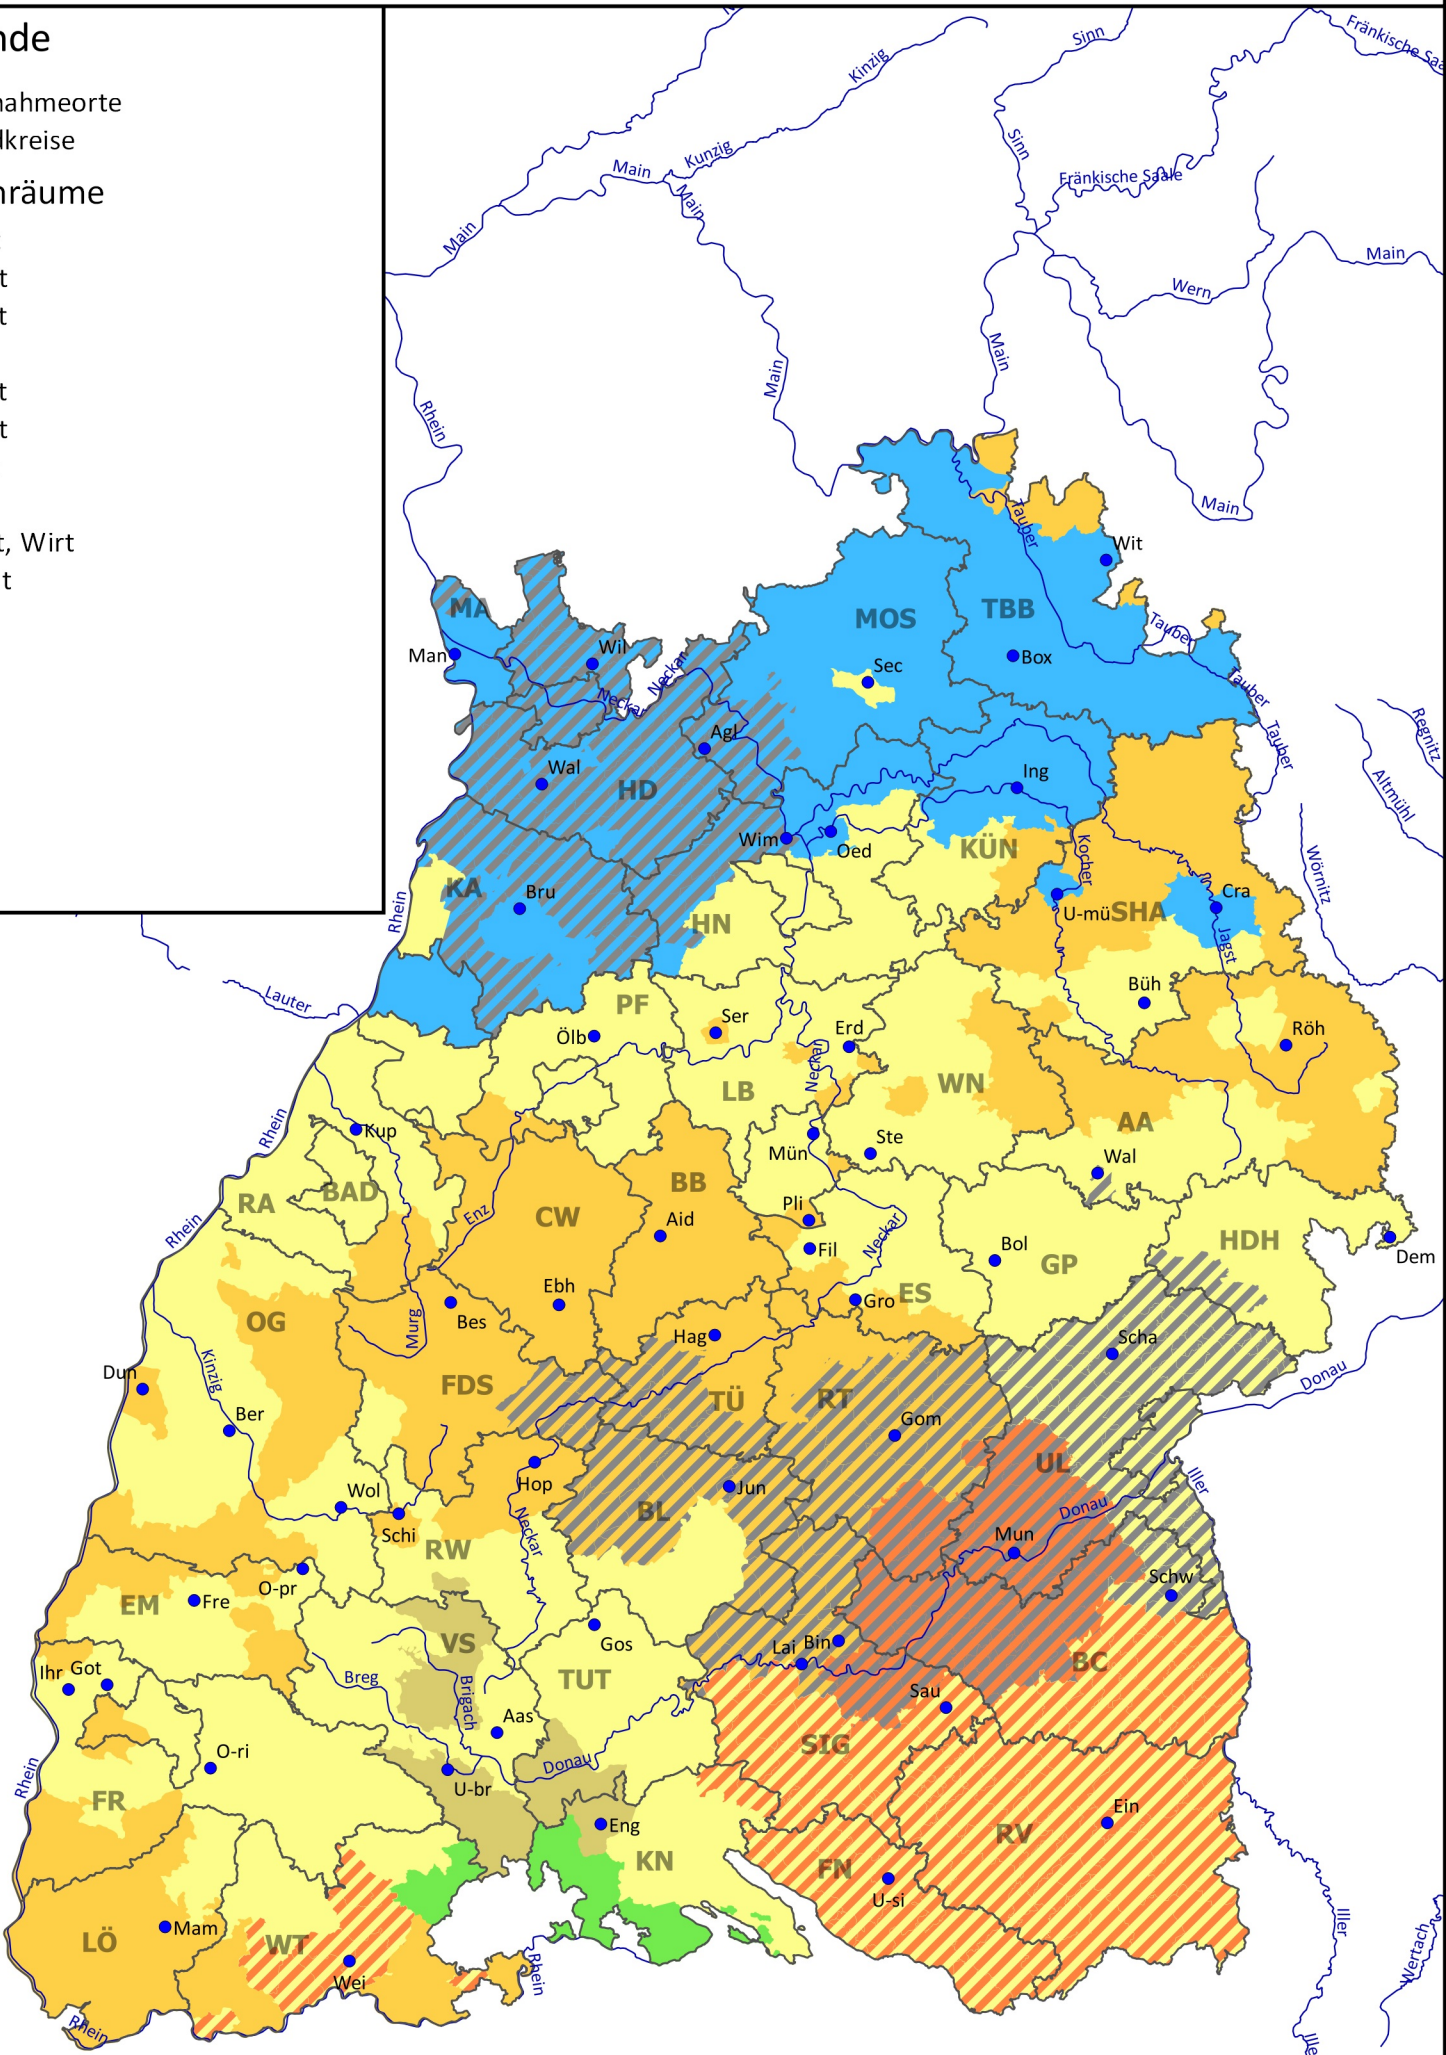 nde
nahmeorte
dkreise
nräume
t
t
t
t
t, Wirt
t
Sinn
Fränkische Saa
Kinzig
Kunzig
Main
Main
Sinn
Fränkische Saale
Main
Main
Wern
Main
Main
Rhein
Main
Tauber
Wit
MA
MOS
TBB
Tauber
Man
Wil
Neckar
Sec
Box
Neckar
Tauber
Regnitz
Agl
Tauber
Wal
HD
Ing
Altmühl
Wim
Oed
KÜN
Kocher
Wörnitz
Rhein
KA
Bru
HN
U-mü
SHA
Cra
Jagst
Lauter
PF
Büh
Ölb
Ser
Erd
Röh
Neckar
LB
WN
AA
Rhein
Kup
Mün
Ste
Wal
RA
BAD
BB
Enz
CW
Aid
Pli
Rhein
Fil
Neckar
Bol
GP
HDH
Dem
Ebh
ES
OG
Murg
Bes
Gro
Hag
Scha
Dun
Kinzig
FDS
TÜ
RT
Donau
Ber
Gom
UL
Iller
Hop
Wol
Jun
BL
Donau
Schi
Neckar
Mun
RW
O-pr
Schw
EM
Fre
VS
Gos
Lai
Bin
BC
Ihr
Got
Breg
Brigach
TUT
Sau
Aas
O-ri
Donau
SIG
Rhein
U-br
FR
Eng
Ein
RV
KN
FN
U-si
LÖ
Mam
WT
Wei
Rhein
Iller
Wertach
Rhein